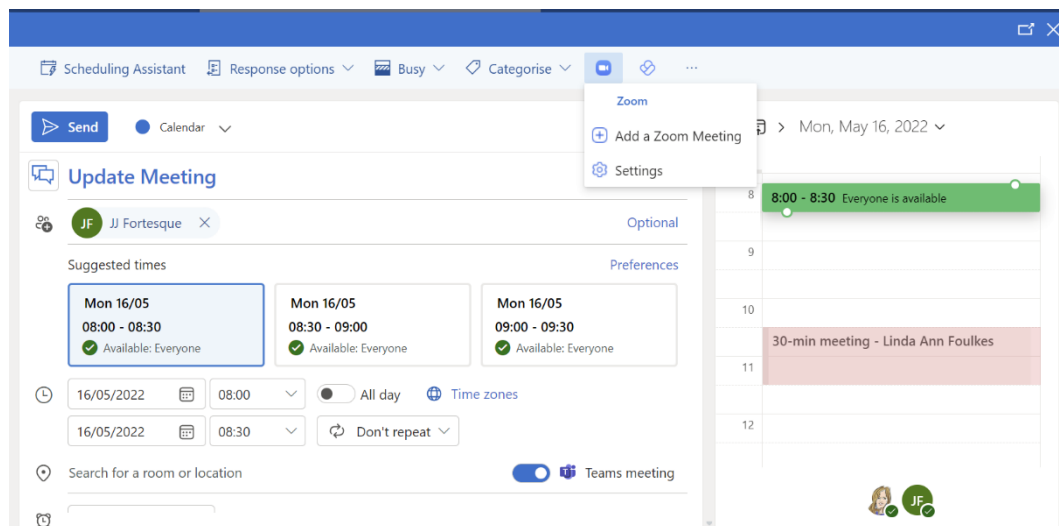 Scheduling Assistant Response options Busy Categorise ...
Zoom
Add a Zoom Meeting
Settings
Send Calendar
Mon, May 16, 2022
Update Meeting
JF JJ Fortesque Optional
Suggested times Preferences
Mon 16/05
08:00 - 08:30
Available: Everyone
Mon 16/05
08:30 - 09:00
Available: Everyone
Mon 16/05
09:00 - 09:30
Available: Everyone
16/05/2022 08:00 All day Time zones
16/05/2022 08:30 Don't repeat
Search for a room or location Teams meeting
8 8:00 - 8:30 Everyone is available
9
10
30-min meeting - Linda Ann Foulkes
11
12
JF